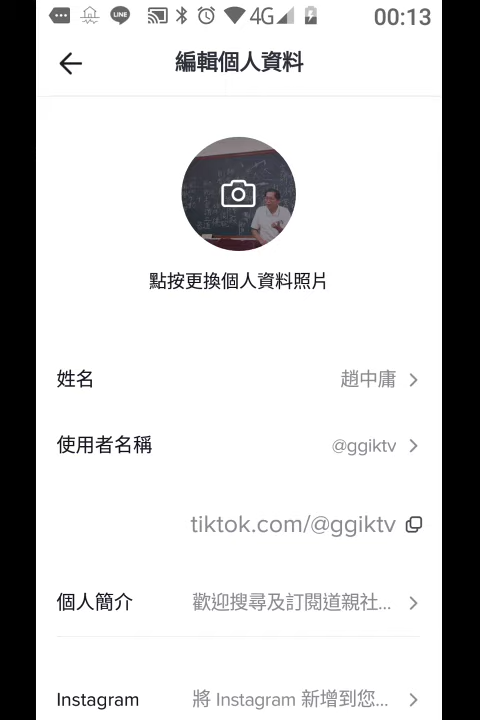 LINE
4G
00:13
編輯個人資料
點按更換個人資料照片
姓名 趙中庸
使用者名稱 @ggiktv
tiktok.com/@ggiktv
個人簡介 歡迎搜尋及訂閱道親社...
Instagram 將 Instagram 新增到您...